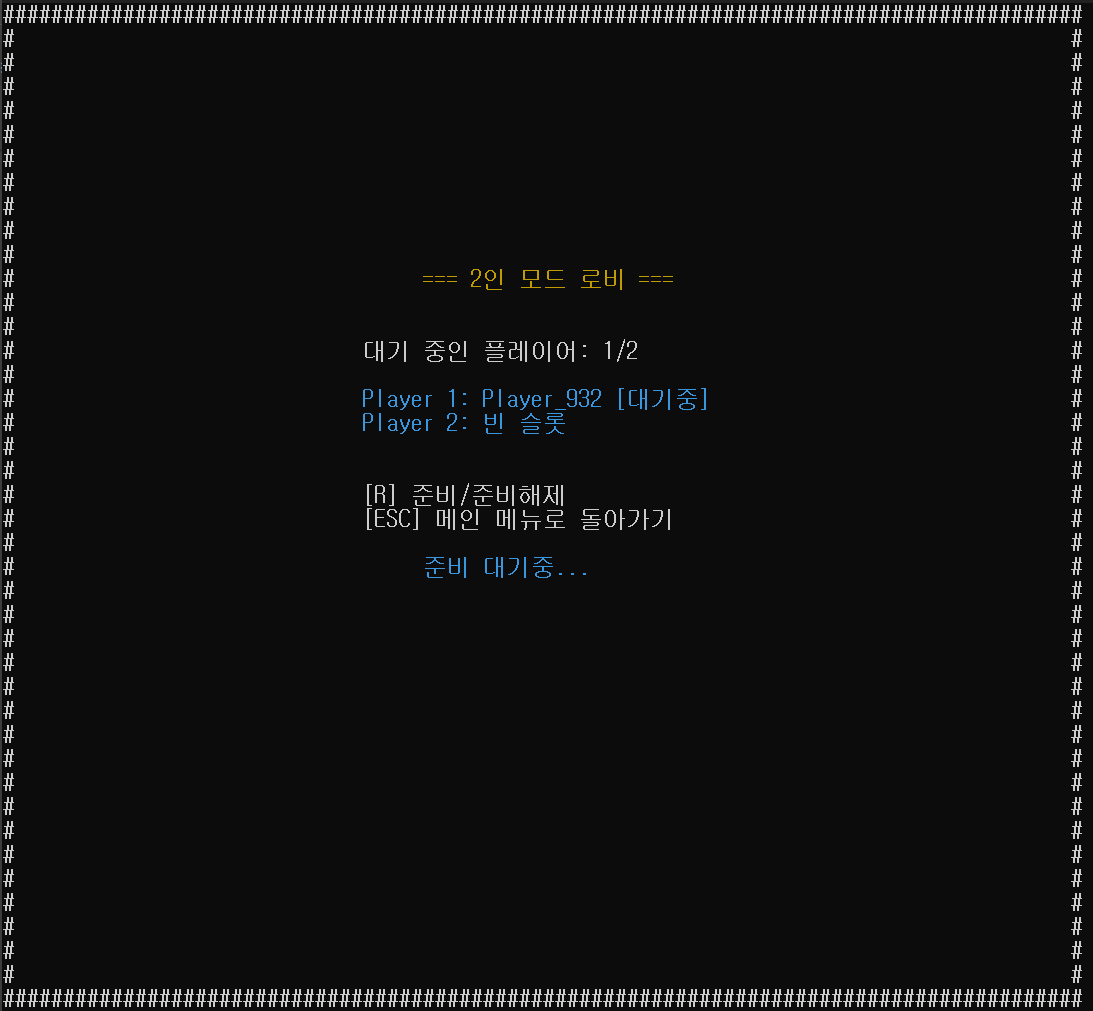 === 2인 모드 로비 ===
대기 중인 플레이어: 1/2
Player 1: Player_932 [대기중]
Player 2: 빈 슬롯
[R] 준비/준비해제
[ESC] 메인 메뉴로 돌아가기
준비 대기중...